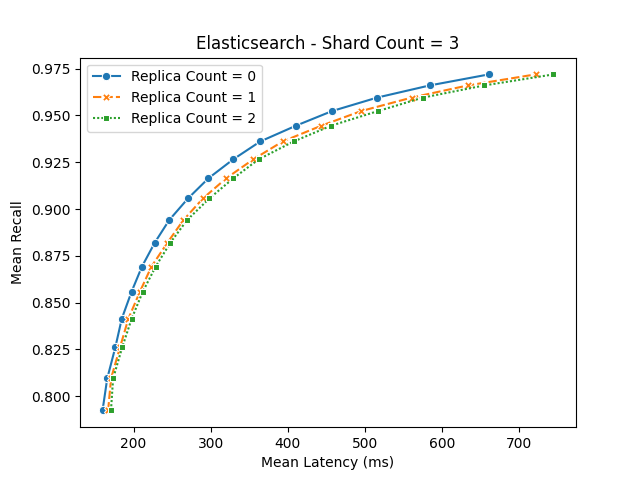 Elasticsearch - Shard Count = 3
Replica Count = 0
Replica Count = 1
Replica Count = 2
0.975
0.950
0.925
0.900
0.875
0.850
0.825
0.800
Mean Recall
200 300 400 500 600 700
Mean Latency (ms)